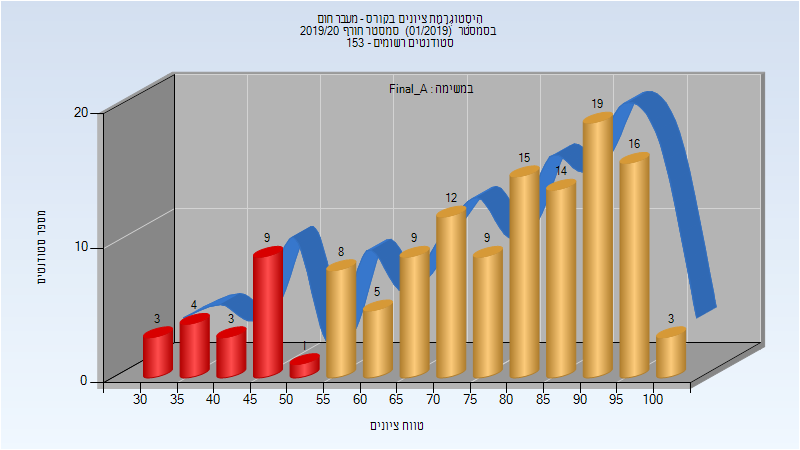 היסטוגרמת ציונים בקורס - מעבר חום
בסמסטר (01/2019) סמסטר חורף 2019/20
סטודנטים רשומים - 153
במשימה : Final_A
20
10
0
מספר סטודנטים
3
4
3
9
1
8
5
9
12
9
15
14
19
16
3
30 35 40 45 50 55 60 65 70 75 80 85 90 95 100
טווח ציונים